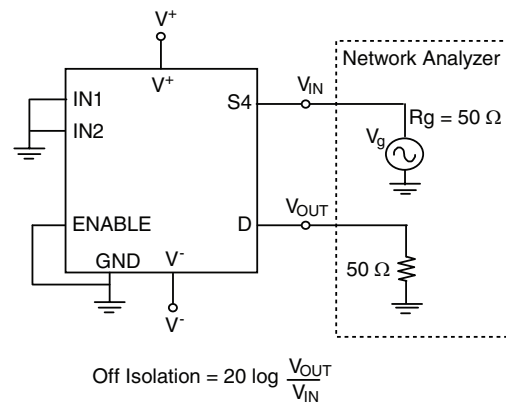 V+
V+
Network Analyzer
IN1
S4
VIN
Rg = 50 Ω
IN2
Vg
ENABLE
D
VOUT
GND
V-
50 Ω
V-
Off Isolation = 20 log VOUT
VIN